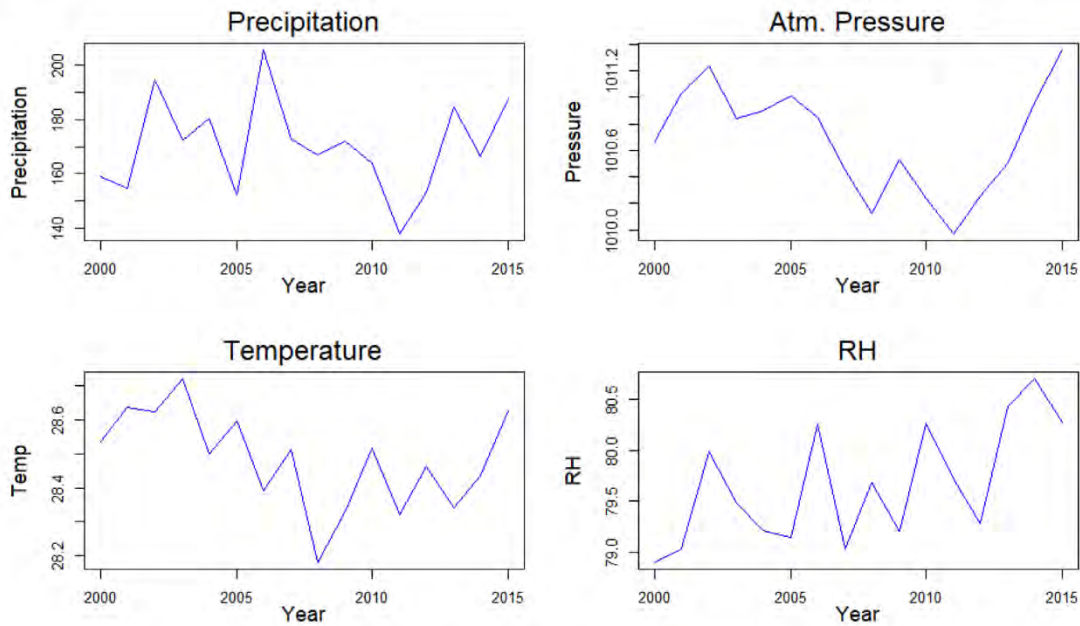 Precipitation
Precipitation
200
180
160
140
2000 2005 2010 2015
Year
Atm. Pressure
Pressure
1011.2
1010.6
1010.0
2000 2005 2010 2015
Year
Temperature
Temp
28.6
28.4
28.2
2000 2005 2010 2015
Year
RH
RH
80.5
80.0
79.5
79.0
2000 2005 2010 2015
Year